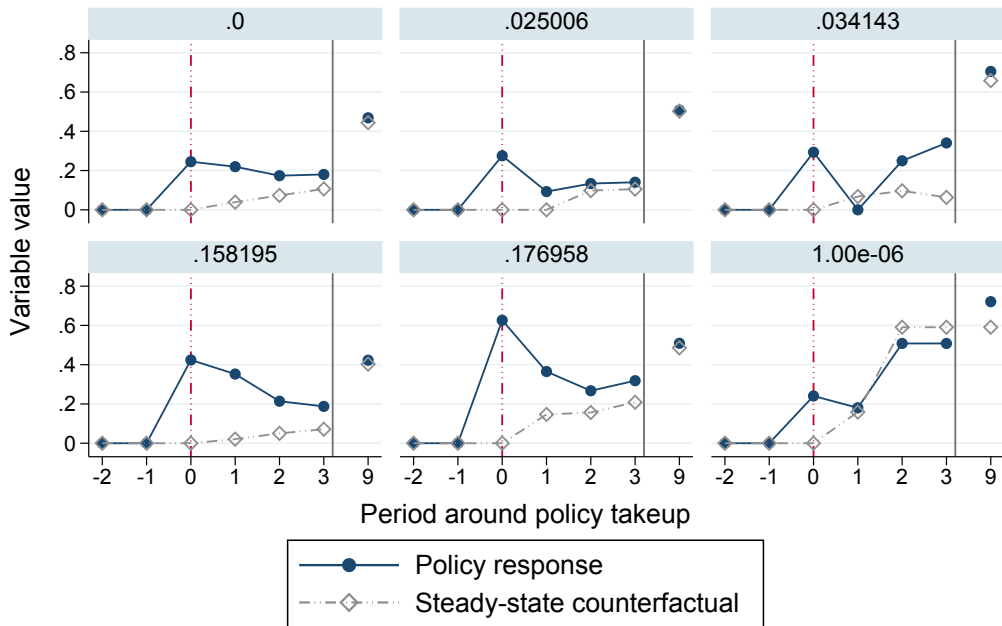 .0
.025006
.034143
.8
.6
.4
.2
0
.158195
.176958
1.00e-06
.8
.6
.4
.2
0
-2 -1 0 1 2 3 9
-2 -1 0 1 2 3 9
-2 -1 0 1 2 3 9
Variable value
Period around policy takeup
Policy response
Steady-state counterfactual